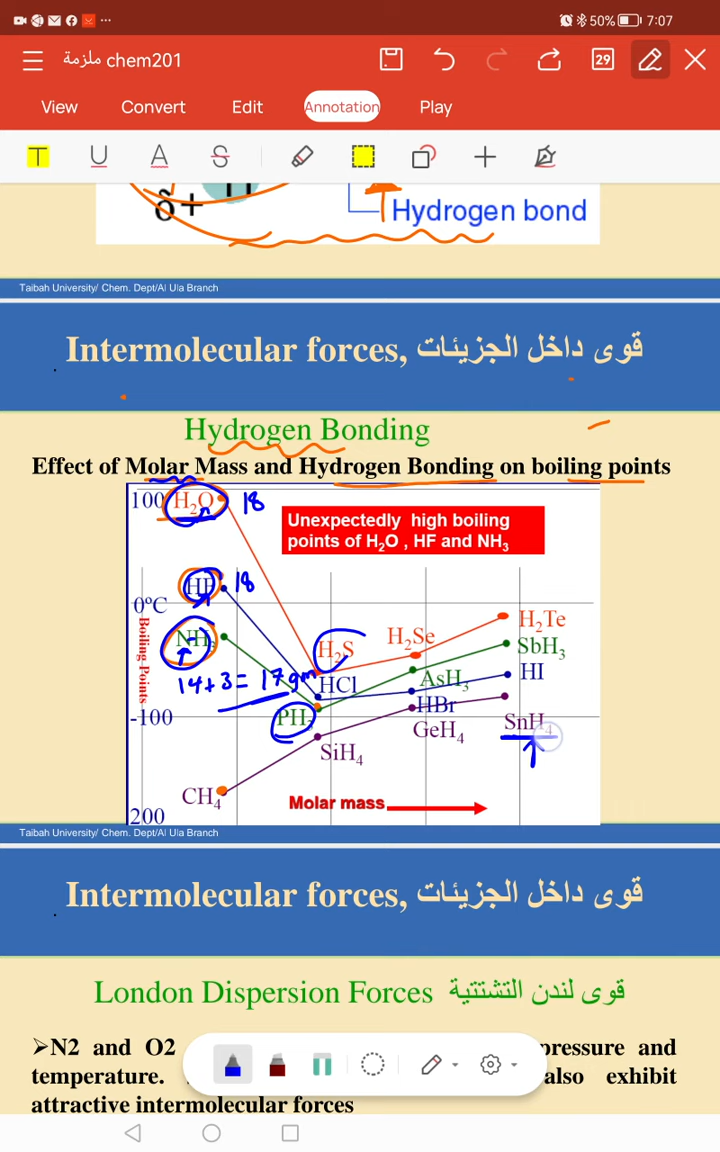 50% 7:07
ملزمة chem201
29
View Convert Edit Annotation Play
T U A S
δ+ H
Hydrogen bond
Taibah University/ Chem. Dept/Al Ula Branch
Intermolecular forces, قوى داخل الجزيئات
Hydrogen Bonding
Effect of Molar Mass and Hydrogen Bonding on boiling points
100 H₂O 18
Unexpectedly high boiling
points of H₂O , HF and NH₃
HF 18
0°C
Boiling Points
NH₃
H₂S H₂Se H₂Te
SbH₃
14+3= 17 gm
HCl AsH₃ HI
-100 PH₃ HBr SnH₄
GeH₄
SiH₄
CH₄
Molar mass
200
Taibah University/ Chem. Dept/Al Ula Branch
Intermolecular forces, قوى داخل الجزيئات
London Dispersion Forces قوى لندن التشتتية
➢N2 and O2 pressure and
temperature. also exhibit
attractive intermolecular forces